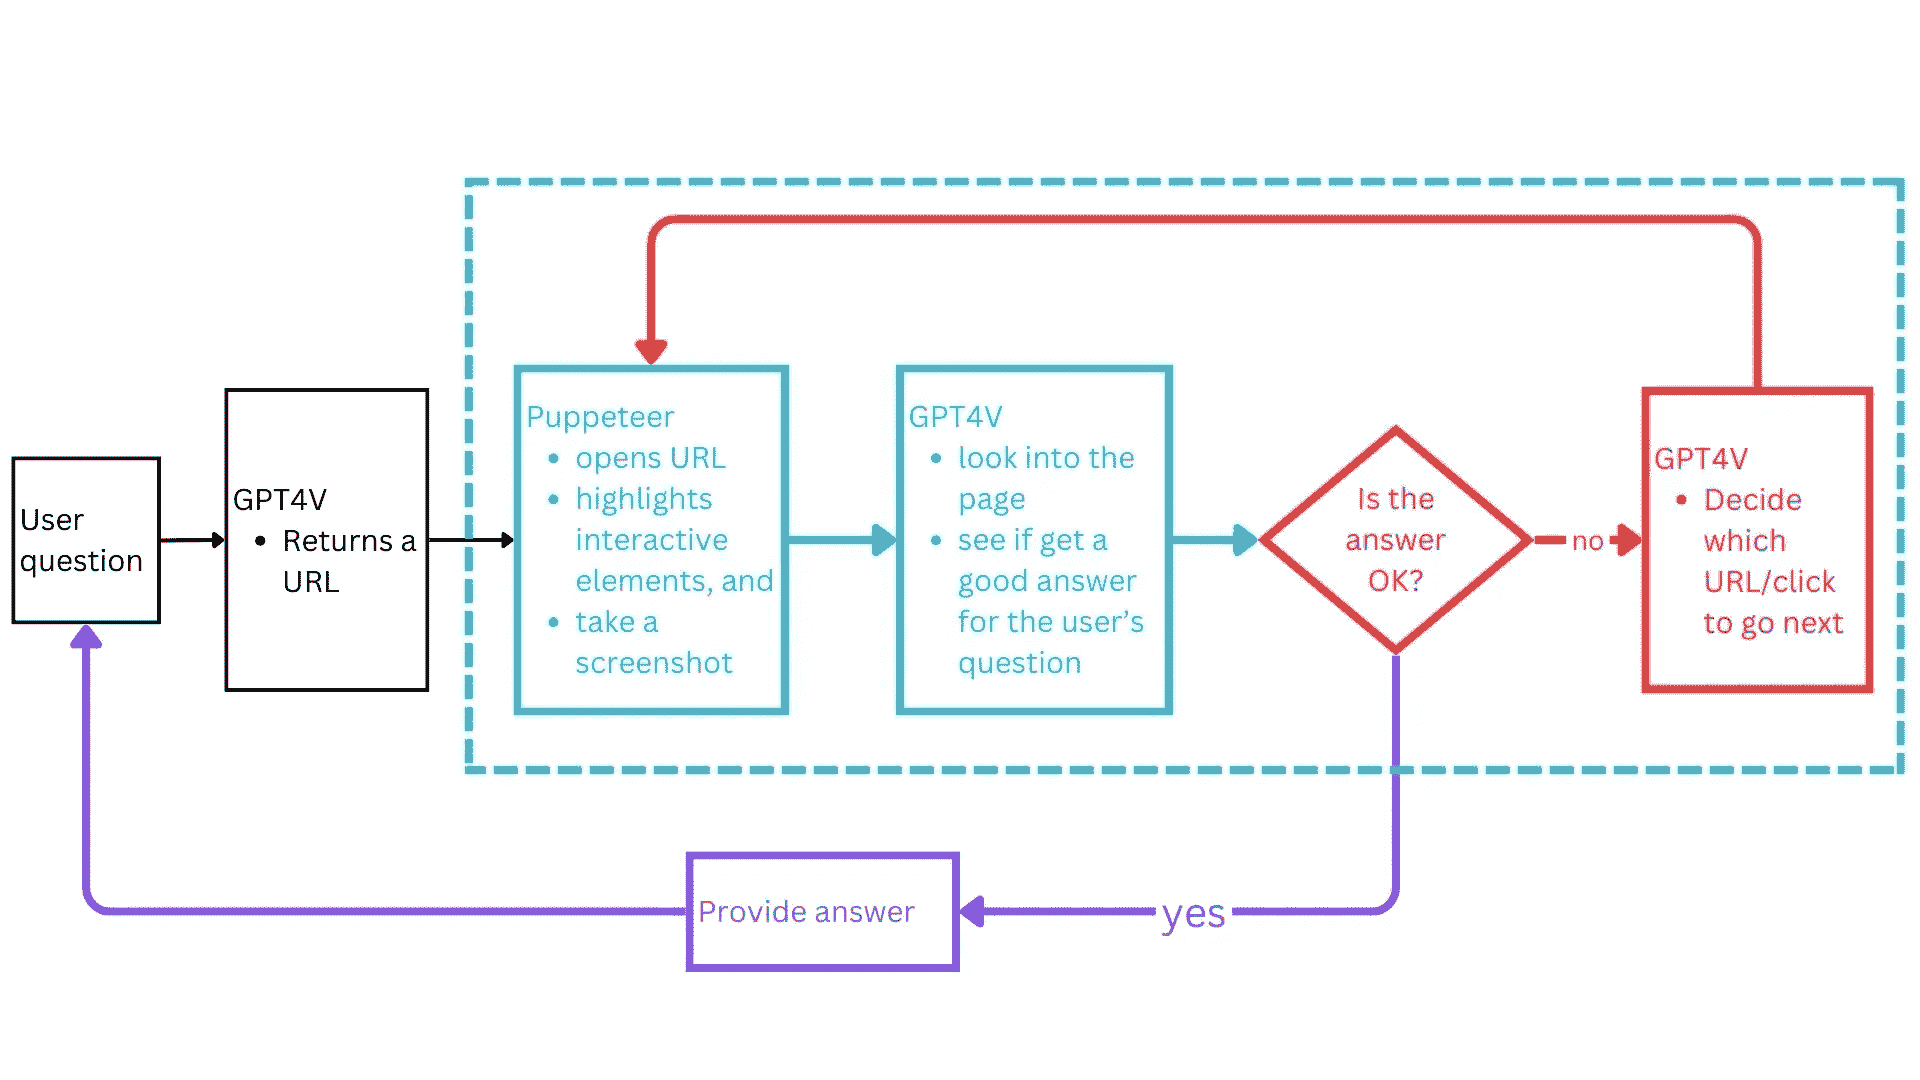 User
question
GPT4V
• Returns a
URL
Puppeteer
• opens URL
• highlights
interactive
elements, and
• take a
screenshot
GPT4V
• look into the
page
• see if get a
good answer
for the user’s
question
Is the
answer
OK?
no
GPT4V
• Decide
which
URL/click
to go next
Provide answer
yes